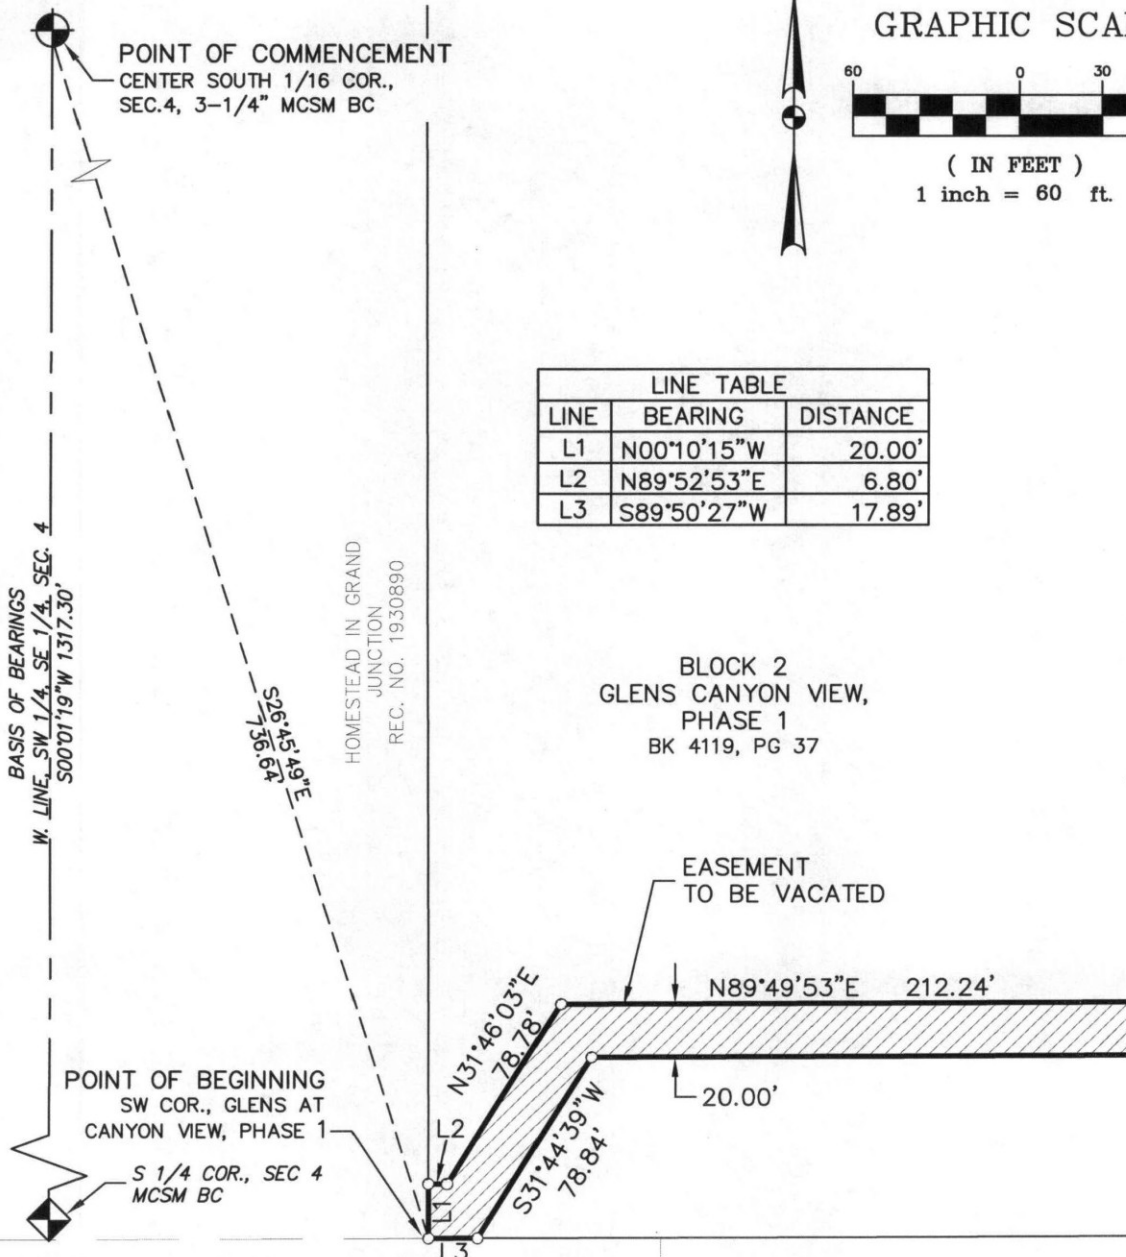 POINT OF COMMENCEMENT
CENTER SOUTH 1/16 COR.,
SEC.4, 3-1/4" MCSM BC
GRAPHIC SCA
60 0 30
( IN FEET )
1 inch = 60 ft.
LINE TABLE
LINE BEARING DISTANCE
L1 N00°10'15"W 20.00'
L2 N89°52'53"E 6.80'
L3 S89°50'27"W 17.89'
BASIS OF BEARINGS
W. LINE, SW 1/4, SE 1/4, SEC. 4
S00°01'19"W 1317.30'
S26°45'49"E
736.64'
HOMESTEAD IN GRAND
JUNCTION
REC. NO. 1930890
BLOCK 2
GLENS CANYON VIEW,
PHASE 1
BK 4119, PG 37
EASEMENT
TO BE VACATED
N89°49'53"E 212.24'
N31°46'03"E
78.78'
20.00'
S31°44'39"W
78.84'
POINT OF BEGINNING
SW COR., GLENS AT
CANYON VIEW, PHASE 1
L2
L1
L3
S 1/4 COR., SEC 4
MCSM BC